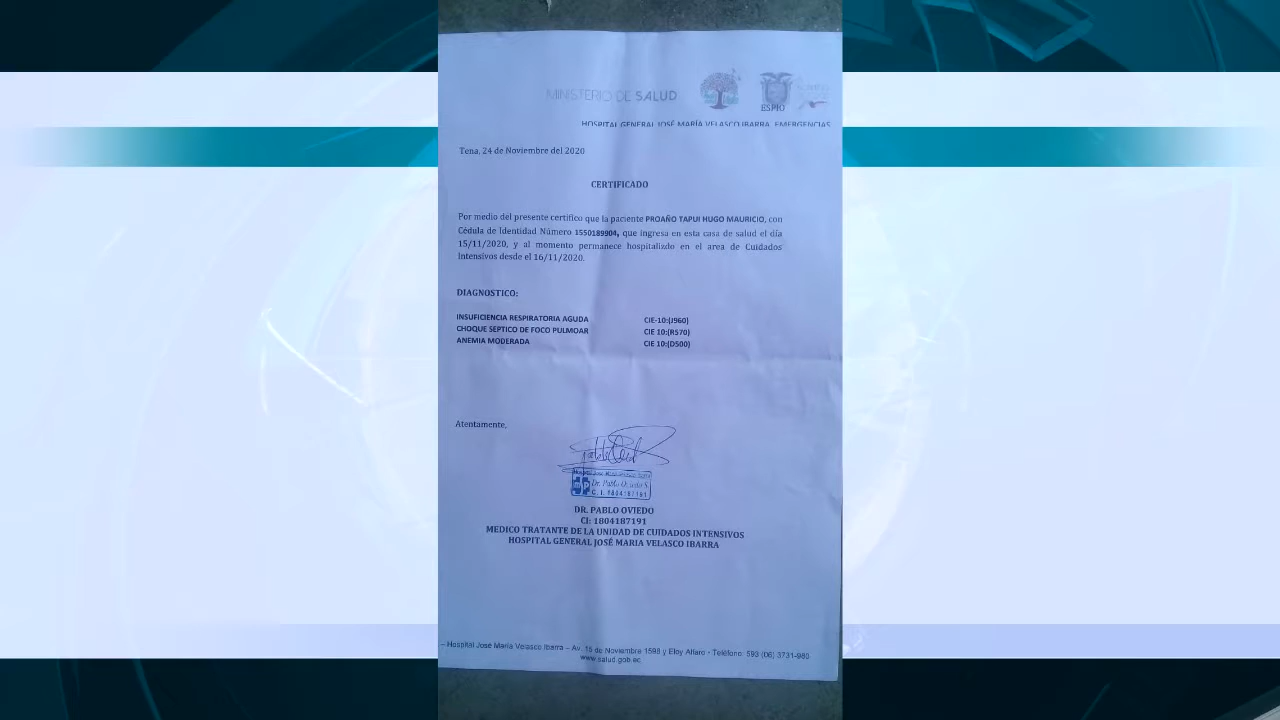 MINISTERIO DE SALUD
ESPIO
HOSPITAL GENERAL JOSÉ MARÍA VELASCO IBARRA EMERGENCIAS
Tena, 24 de Noviembre del 2020
CERTIFICADO
Por medio del presente certifico que la paciente PROAÑO TAPUI HUGO MAURICIO, con
Cédula de Identidad Número 1550189904, que ingresa en esta casa de salud el día
15/11/2020, y al momento permanece hospitalizado en el area de Cuidados
Intensivos desde el 16/11/2020.
DIAGNOSTICO:
INSUFICIENCIA RESPIRATORIA AGUDA CIE-10:(J960)
CHOQUE SEPTICO DE FOCO PULMOAR CIE 10:(R570)
ANEMIA MODERADA CIE 10:(D500)
Atentamente,
Dr. Pablo Oviedo
C. I. 1804187191
DR. PABLO OVIEDO
CI: 1804187191
MEDICO TRATANTE DE LA UNIDAD DE CUIDADOS INTENSIVOS
HOSPITAL GENERAL JOSÉ MARIA VELASCO IBARRA
– Hospital José María Velasco Ibarra – Av. 15 de Noviembre 1598 y Eloy Alfaro • Teléfono: 593 (06) 3731-980
www.salud.gob.ec